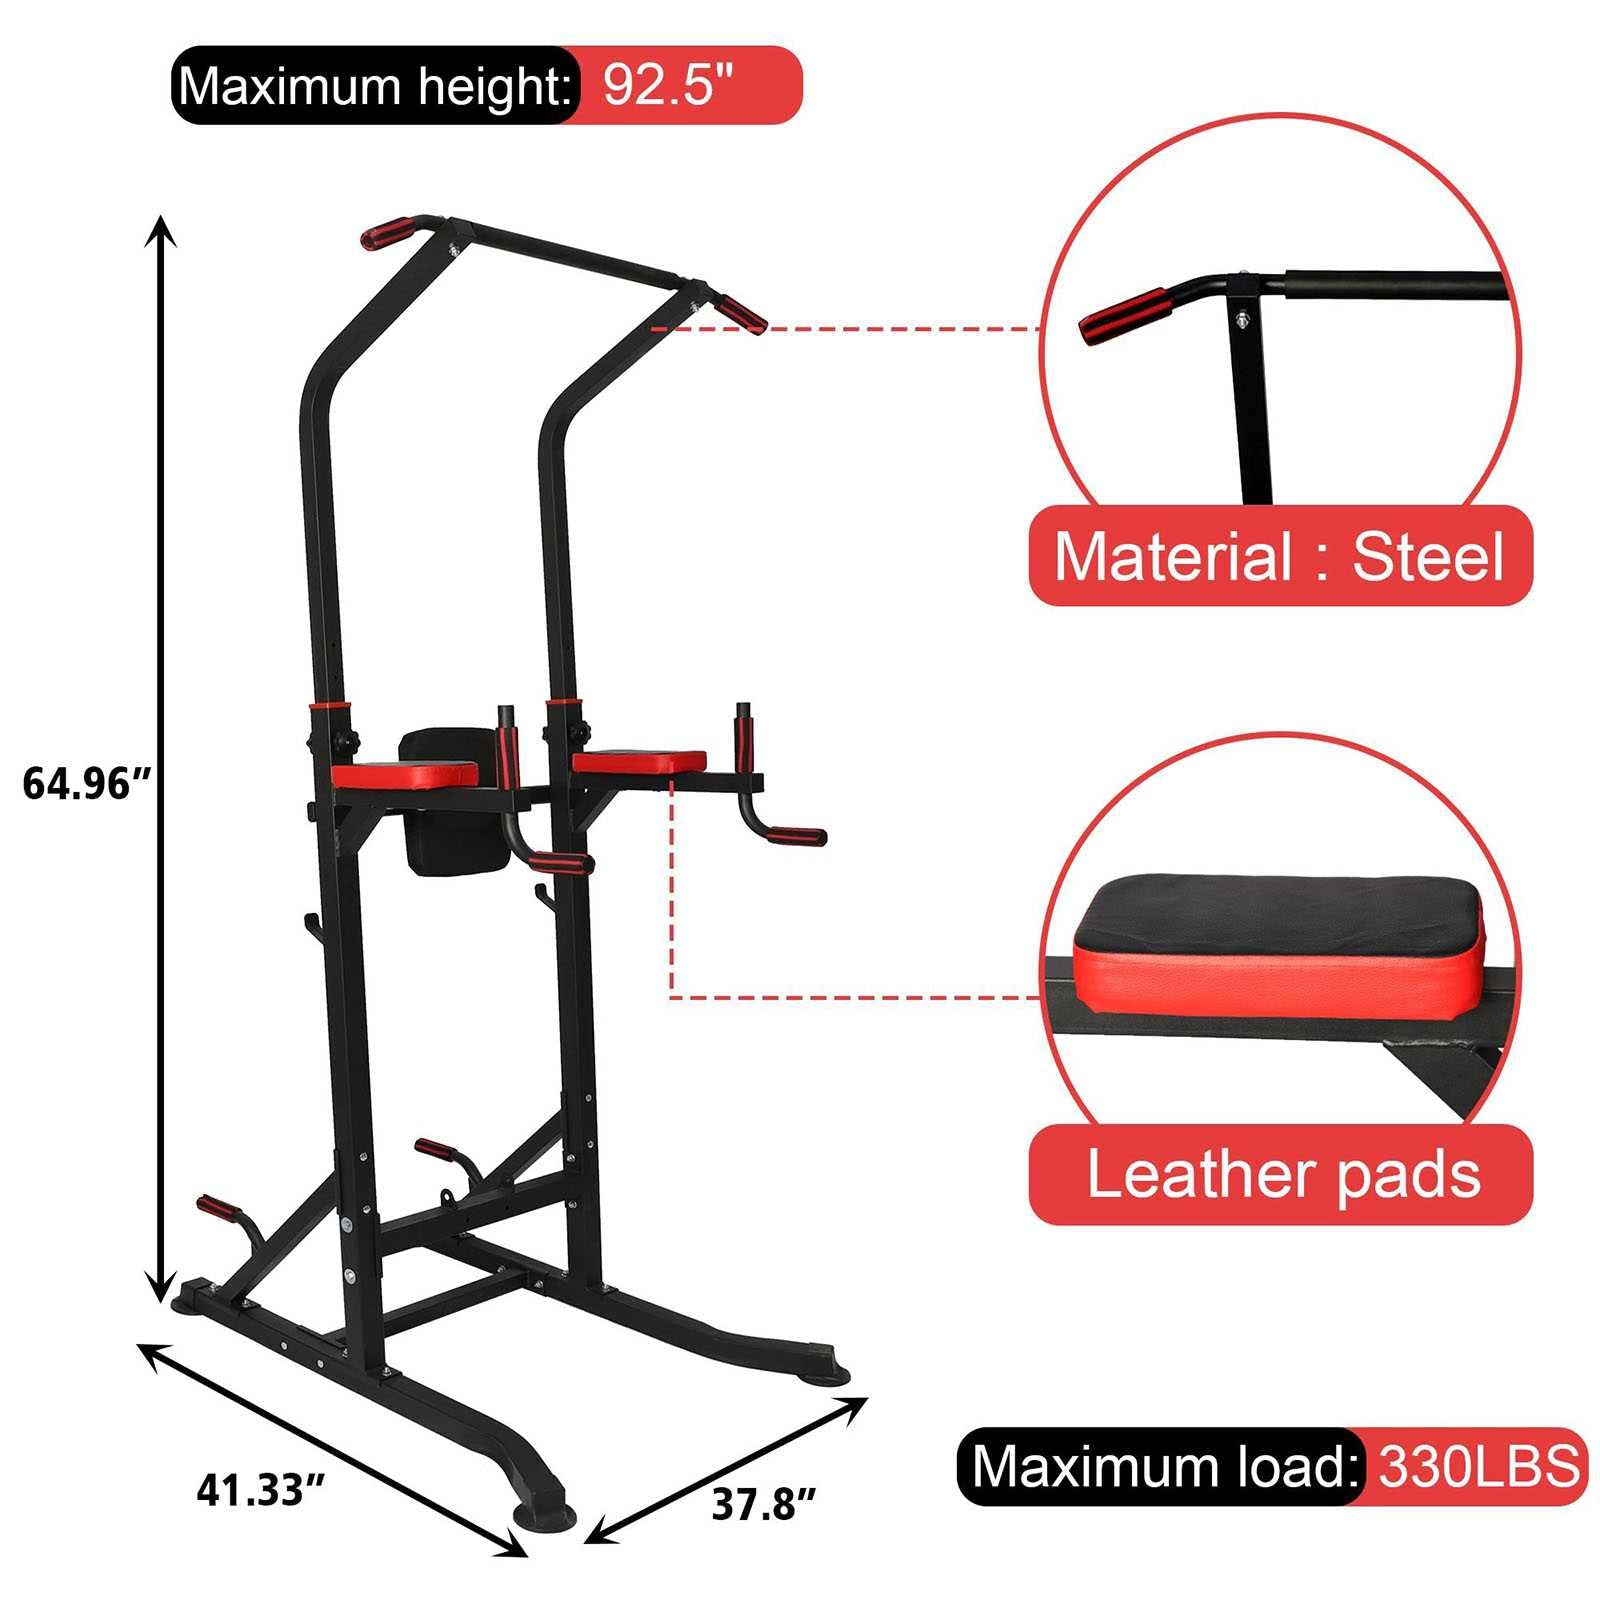 Maximum height: 92.5"
64.96”
Material : Steel
Leather pads
41.33”
37.8”
Maximum load: 330LBS